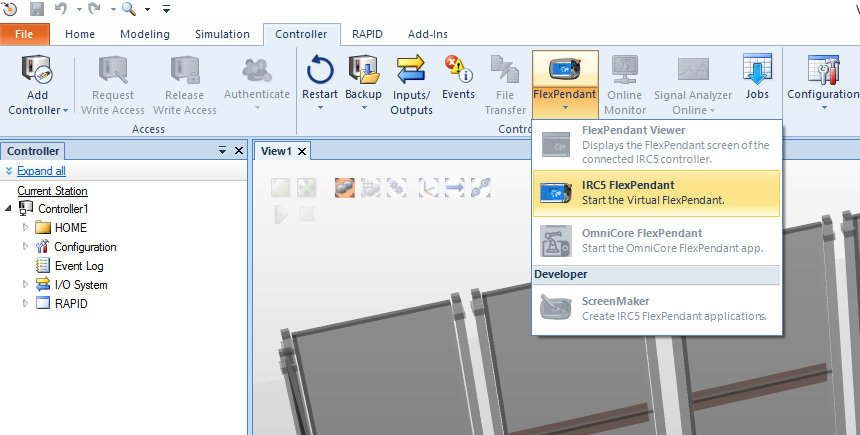 File Home Modeling Simulation Controller RAPID Add-Ins
Add Controller
Request Write Access
Release Write Access
Authenticate
Restart
Backup
Inputs/ Outputs
Events
File Transfer
FlexPendant
Online Monitor
Signal Analyzer Online
Jobs
Configuration
Access
Contro
Controller
View1
Expand all
Current Station
Controller1
HOME
Configuration
Event Log
I/O System
RAPID
FlexPendant Viewer
Displays the FlexPendant screen of the
connected IRC5 controller.
IRC5 FlexPendant
Start the Virtual FlexPendant.
OmniCore FlexPendant
Start the OmniCore FlexPendant app.
Developer
ScreenMaker
Create IRC5 FlexPendant applications.